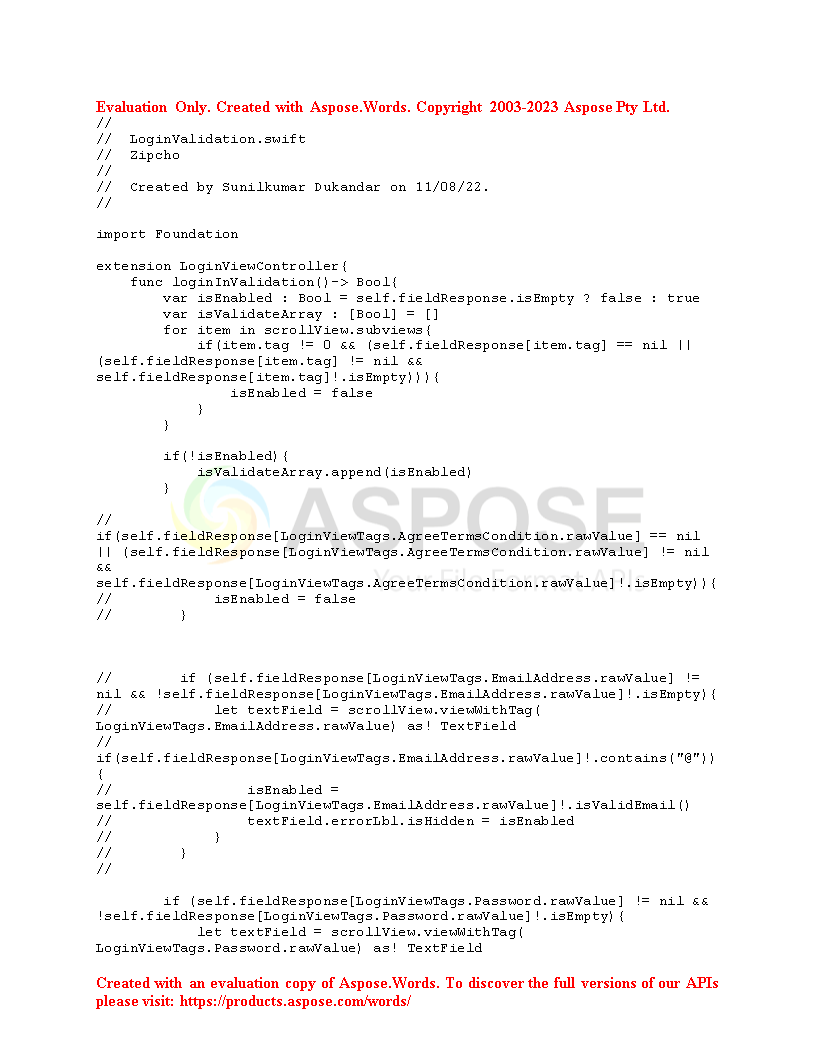 Evaluation Only. Created with Aspose.Words. Copyright 2003-2023 Aspose Pty Ltd.
//
//  LoginValidation.swift
//  Zipcho
//
//  Created by Sunilkumar Dukandar on 11/08/22.
//
import Foundation
extension LoginViewController{
    func loginInValidation()-> Bool{
        var isEnabled : Bool = self.fieldResponse.isEmpty ? false : true
        var isValidateArray : [Bool] = []
        for item in scrollView.subviews{
            if(item.tag != 0 && (self.fieldResponse[item.tag] == nil ||
(self.fieldResponse[item.tag] != nil &&
self.fieldResponse[item.tag]!.isEmpty))){
                isEnabled = false
            }
        }
        if(!isEnabled){
            isValidateArray.append(isEnabled)
        }
ASPOSE
Your File Format APIs
//
if(self.fieldResponse[LoginViewTags.AgreeTermsCondition.rawValue] == nil
|| (self.fieldResponse[LoginViewTags.AgreeTermsCondition.rawValue] != nil
&&
self.fieldResponse[LoginViewTags.AgreeTermsCondition.rawValue]!.isEmpty)){
//            isEnabled = false
//        }
//        if (self.fieldResponse[LoginViewTags.EmailAddress.rawValue] !=
nil && !self.fieldResponse[LoginViewTags.EmailAddress.rawValue]!.isEmpty){
//            let textField = scrollView.viewWithTag(
LoginViewTags.EmailAddress.rawValue) as! TextField
//
if(self.fieldResponse[LoginViewTags.EmailAddress.rawValue]!.contains("@"))
{
//                isEnabled =
self.fieldResponse[LoginViewTags.EmailAddress.rawValue]!.isValidEmail()
//                textField.errorLbl.isHidden = isEnabled
//            }
//        }
//
        if (self.fieldResponse[LoginViewTags.Password.rawValue] != nil &&
!self.fieldResponse[LoginViewTags.Password.rawValue]!.isEmpty){
            let textField = scrollView.viewWithTag(
LoginViewTags.Password.rawValue) as! TextField
Created with an evaluation copy of Aspose.Words. To discover the full versions of our APIs
please visit: https://products.aspose.com/words/